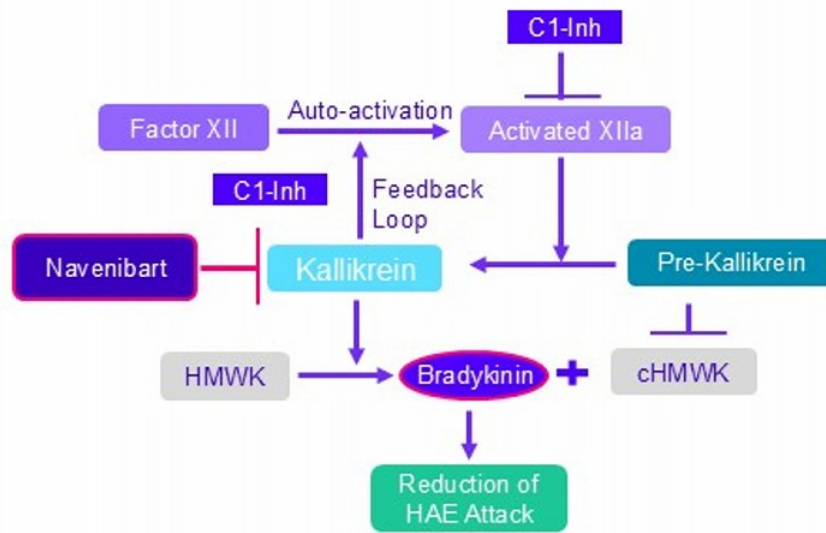 C1-Inh
Auto-activation
Factor XII
Activated XIIa
C1-Inh
Feedback
Loop
Navenibart
Kallikrein
Pre-Kallikrein
HMWK
Bradykinin
+
cHMWK
Reduction of
HAE Attack